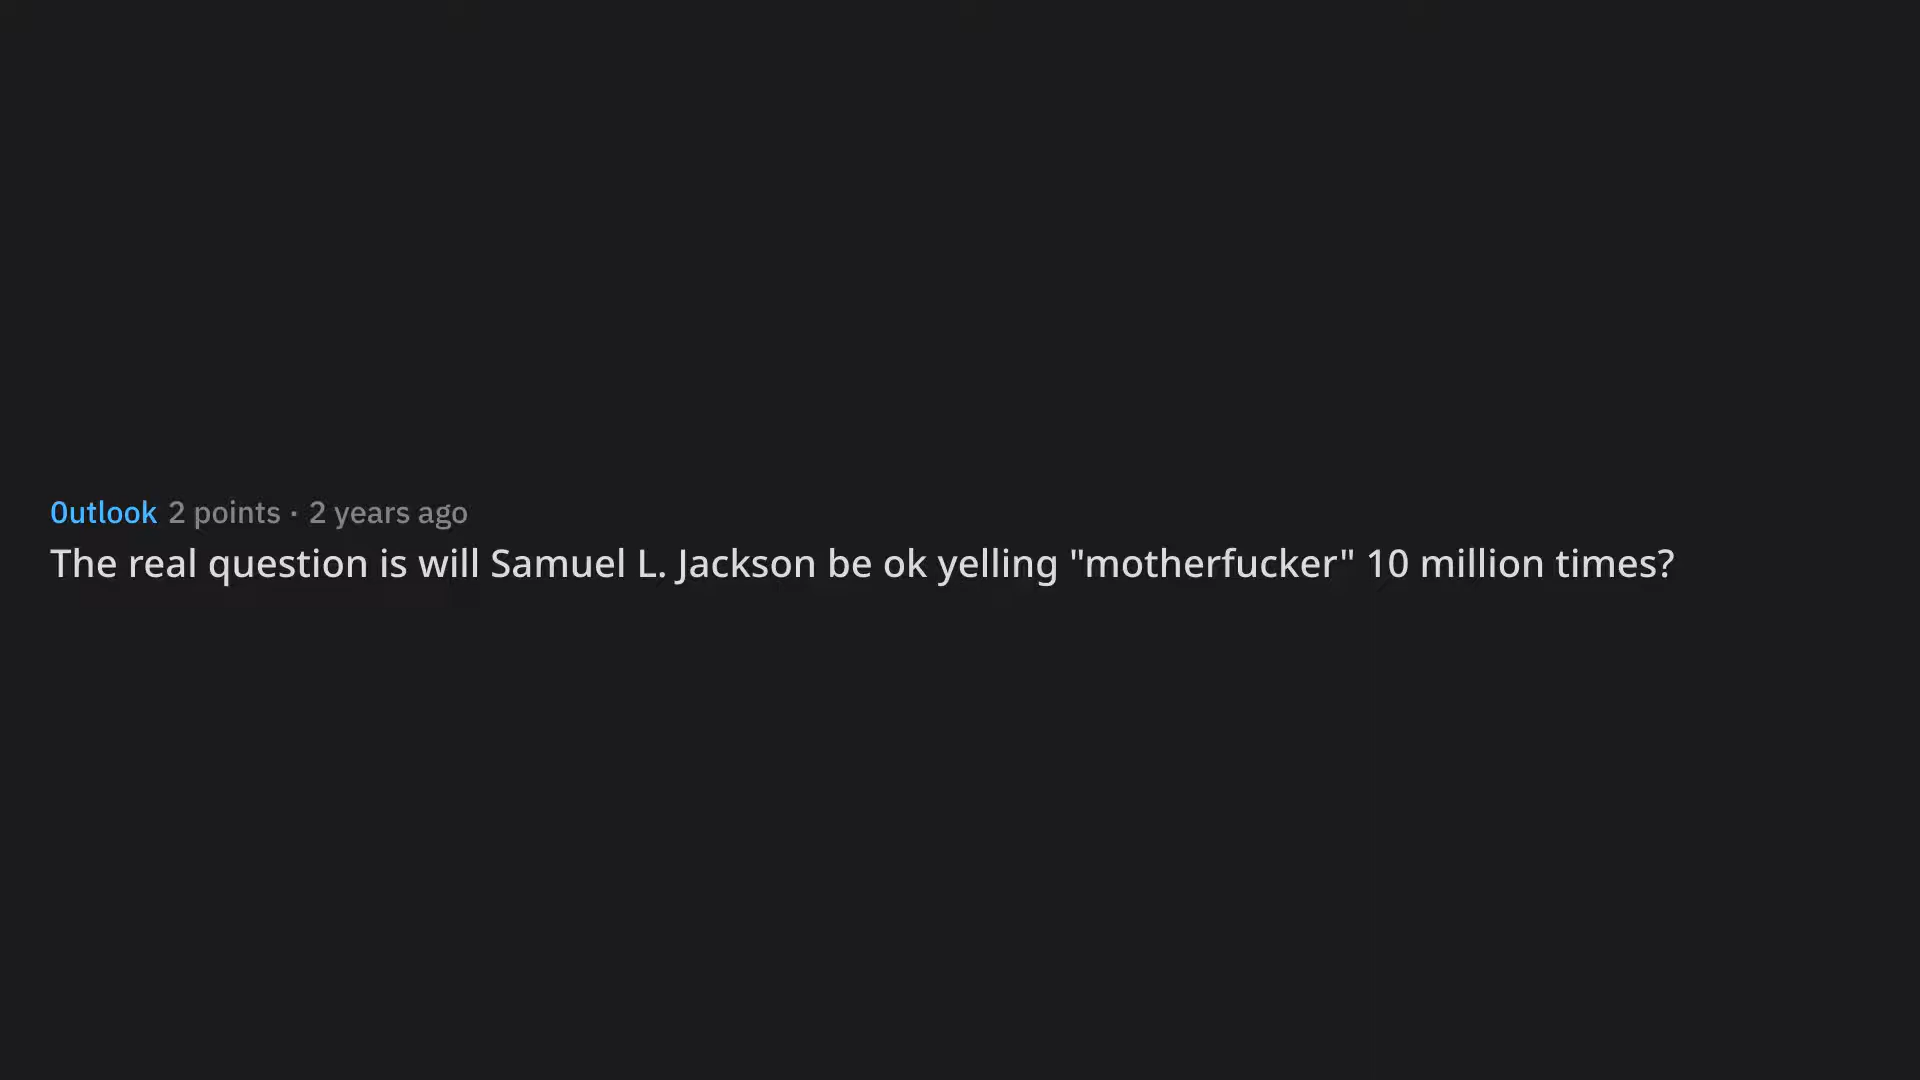 0utlook 2 points · 2 years ago
The real question is will Samuel L. Jackson be ok yelling "motherfucker" 10 million times?